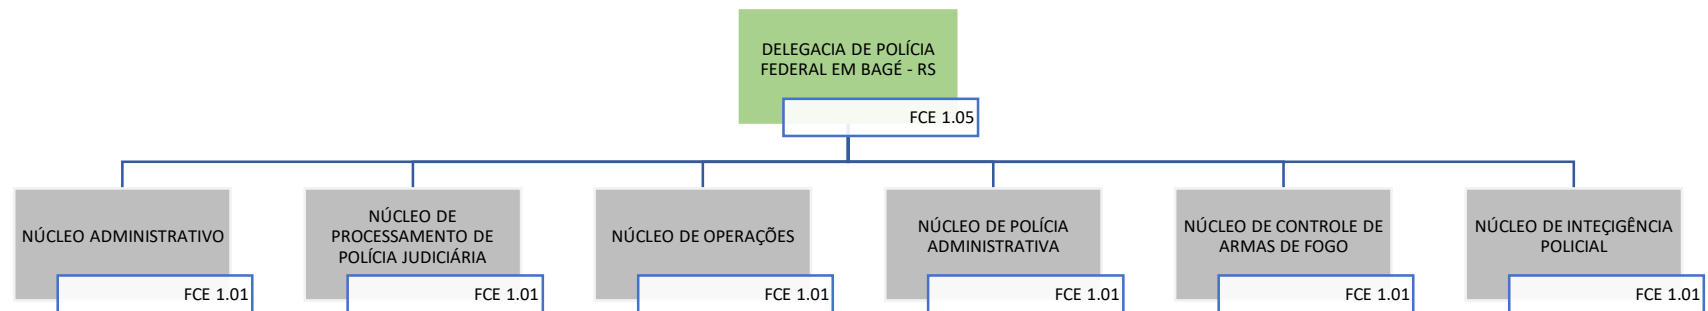 DELEGACIA DE POLÍCIA
FEDERAL EM BAGÉ - RS
FCE 1.05
NÚCLEO ADMINISTRATIVO
FCE 1.01
NÚCLEO DE
PROCESSAMENTO DE
POLÍCIA JUDICIÁRIA
FCE 1.01
NÚCLEO DE OPERAÇÕES
FCE 1.01
NÚCLEO DE POLÍCIA
ADMINISTRATIVA
FCE 1.01
NÚCLEO DE CONTROLE DE
ARMAS DE FOGO
FCE 1.01
NÚCLEO DE INTEÇIGÊNCIA
POLICIAL
FCE 1.01